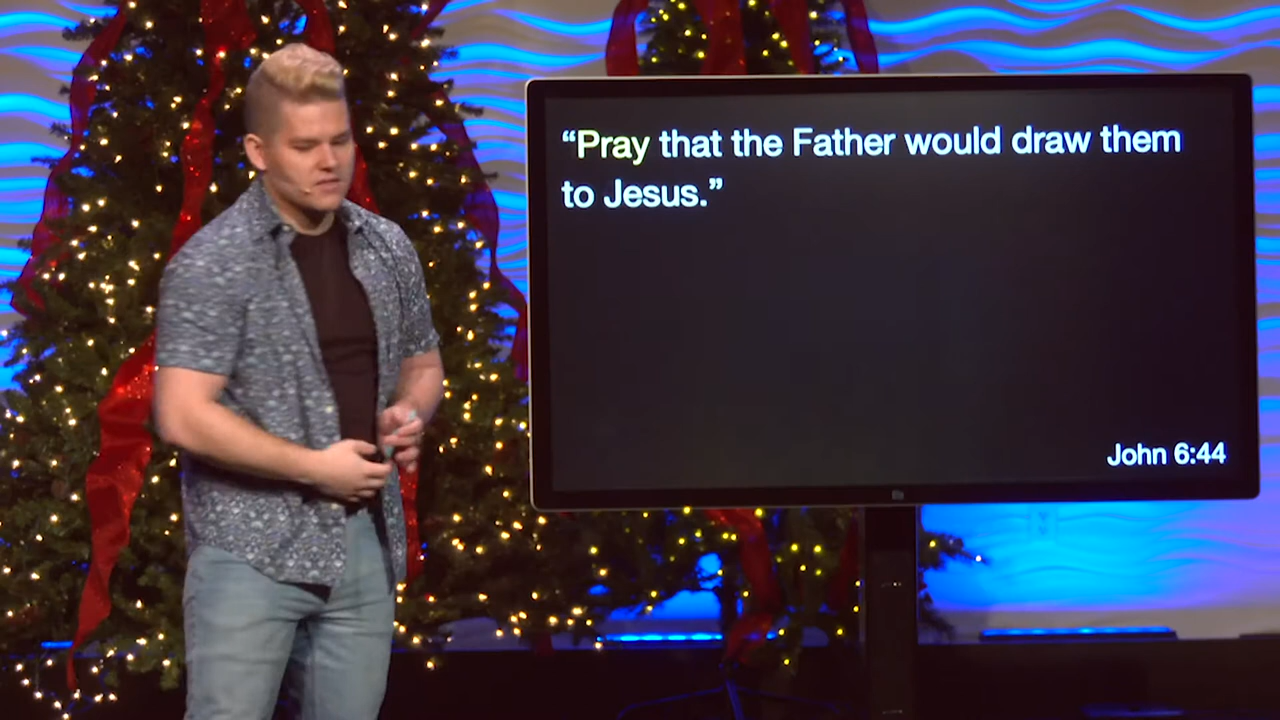 “Pray that the Father would draw them
to Jesus.”
John 6:44